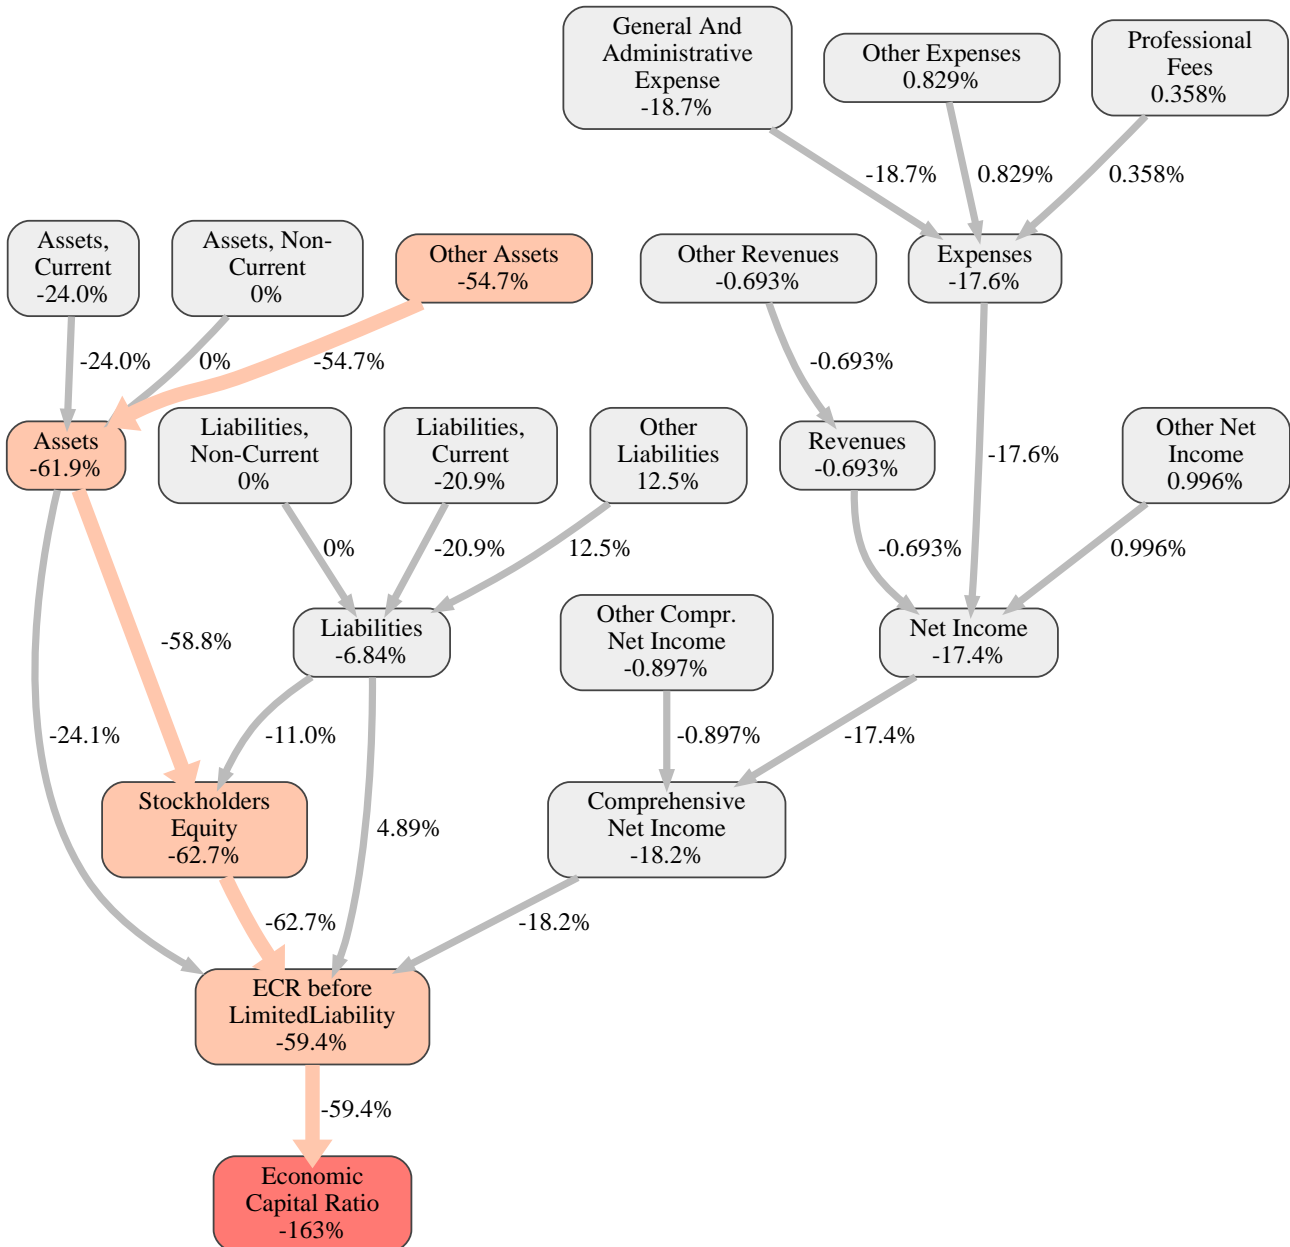 General And
Administrative
Expense
-18.7%
Other Expenses
0.829%
Professional
Fees
0.358%
-18.7%
0.829%
0.358%
Assets,
Current
-24.0%
Assets, Non-
Current
0%
Other Assets
-54.7%
Other Revenues
-0.693%
Expenses
-17.6%
-24.0%
0%
-54.7%
-0.693%
-17.6%
Assets
-61.9%
Liabilities,
Non-Current
0%
Liabilities,
Current
-20.9%
Other
Liabilities
12.5%
Revenues
-0.693%
Other Net
Income
0.996%
0%
-20.9%
12.5%
-0.693%
0.996%
-58.8%
Liabilities
-6.84%
Other Compr.
Net Income
-0.897%
Net Income
-17.4%
-24.1%
-11.0%
4.89%
-0.897%
-17.4%
Stockholders
Equity
-62.7%
Comprehensive
Net Income
-18.2%
-62.7%
-18.2%
ECR before
LimitedLiability
-59.4%
-59.4%
Economic
Capital Ratio
-163%